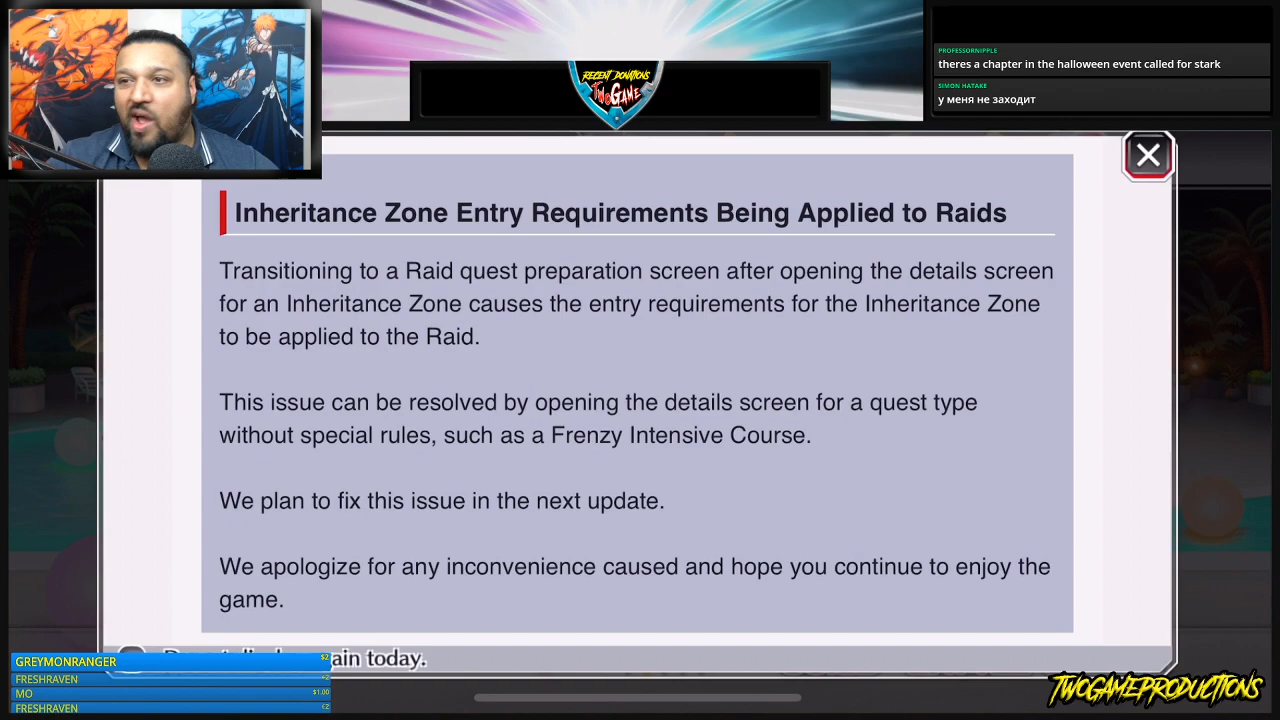 RECENT DONATIONS
TWOGAME
PROFESSORNIPPLE
theres a chapter in the halloween event called for stark
SIMON HATAKE
у меня не заходит
Inheritance Zone Entry Requirements Being Applied to Raids
Transitioning to a Raid quest preparation screen after opening the details screen
for an Inheritance Zone causes the entry requirements for the Inheritance Zone
to be applied to the Raid.
This issue can be resolved by opening the details screen for a quest type
without special rules, such as a Frenzy Intensive Course.
We plan to fix this issue in the next update.
We apologize for any inconvenience caused and hope you continue to enjoy the
game.
today.
GREYMONRANGER $2
FRESHRAVEN
MO $1.00
FRESHRAVEN
TWOGAMEPRODUCTIONS